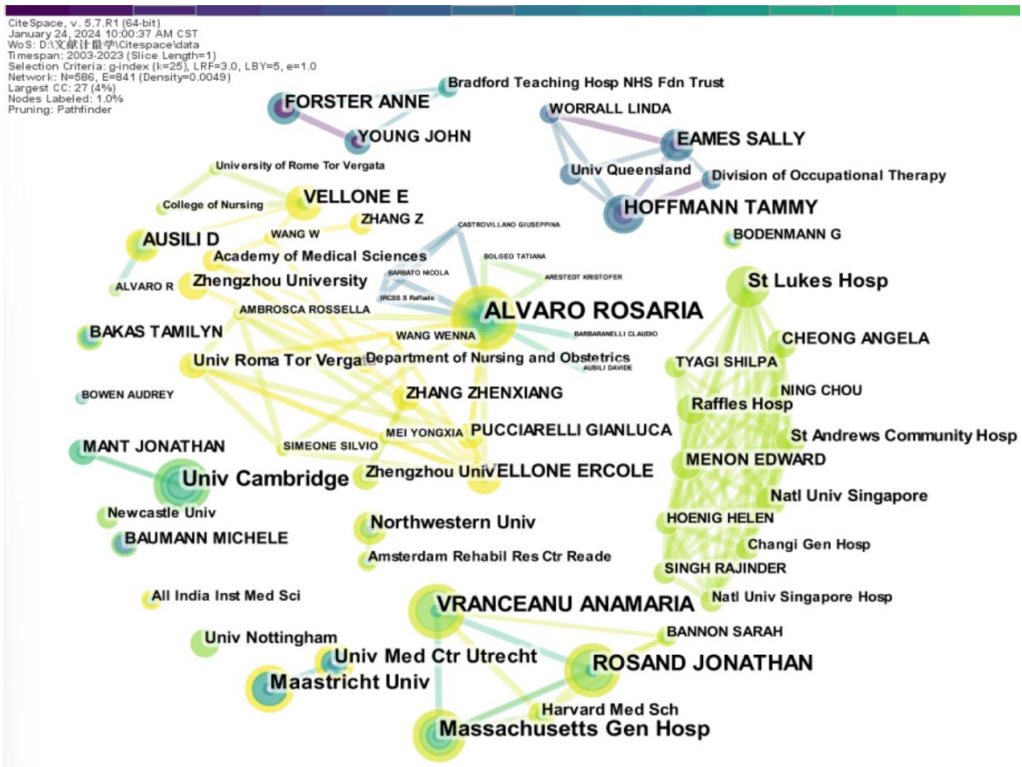 CiteSpace, v. 5.7.R1 (64-bit)
January 24, 2024 10:00:37 AM CST
WoS: D:\文献计量学\Citespace\data
Timespan: 2003-2023 (Slice Length=1)
Selection Criteria: g-index (k=25), LRF=3.0, LBY=5, e=1.0
Network: N=586, E=841 (Density=0.0049)
Largest CC: 27 (4%)
Nodes Labeled: 1.0%
Pruning: Pathfinder
Bradford Teaching Hosp NHS Fdn Trust
FORSTER ANNE
WORRALL LINDA
YOUNG JOHN
EAMES SALLY
University of Rome Tor Vergata
Univ Queensland
Division of Occupational Therapy
VELLONE E
College of Nursing
HOFFMANN TAMMY
ZHANG Z
CASTROVILLANO GIUSEPPINA
WANG W
BODENMANN G
AUSILI D
Academy of Medical Sciences
BOLGEO TATIANA
BARBATO NICOLA
ARESTEDT KRISTOFER
Zhengzhou University
St Lukes Hosp
ALVARO R
IRCSS S Raffaele
AMBROSCA ROSSELLA
ALVARO ROSARIA
BAKAS TAMILYN
WANG WENNA
BARBARANELLI CLAUDIO
CHEONG ANGELA
Univ Roma Tor Vergata
Department of Nursing and Obstetrics
AUSILI DAVIDE
TYAGI SHILPA
BOWEN AUDREY
ZHANG ZHENXIANG
NING CHOU
Raffles Hosp
MEI YONGXIA
PUCCIARELLI GIANLUCA
St Andrews Community Hosp
MANT JONATHAN
SIMEONE SILVIO
MENON EDWARD
Univ Cambridge
Zhengzhou Univ
VELLONE ERCOLE
Natl Univ Singapore
Newcastle Univ
Northwestern Univ
HOENIG HELEN
BAUMANN MICHELE
Changi Gen Hosp
Amsterdam Rehabil Res Ctr Reade
SINGH RAJINDER
All India Inst Med Sci
Natl Univ Singapore Hosp
VRANCEANU ANAMARIA
BANNON SARAH
Univ Nottingham
Univ Med Ctr Utrecht
ROSAND JONATHAN
Maastricht Univ
Harvard Med Sch
Massachusetts Gen Hosp